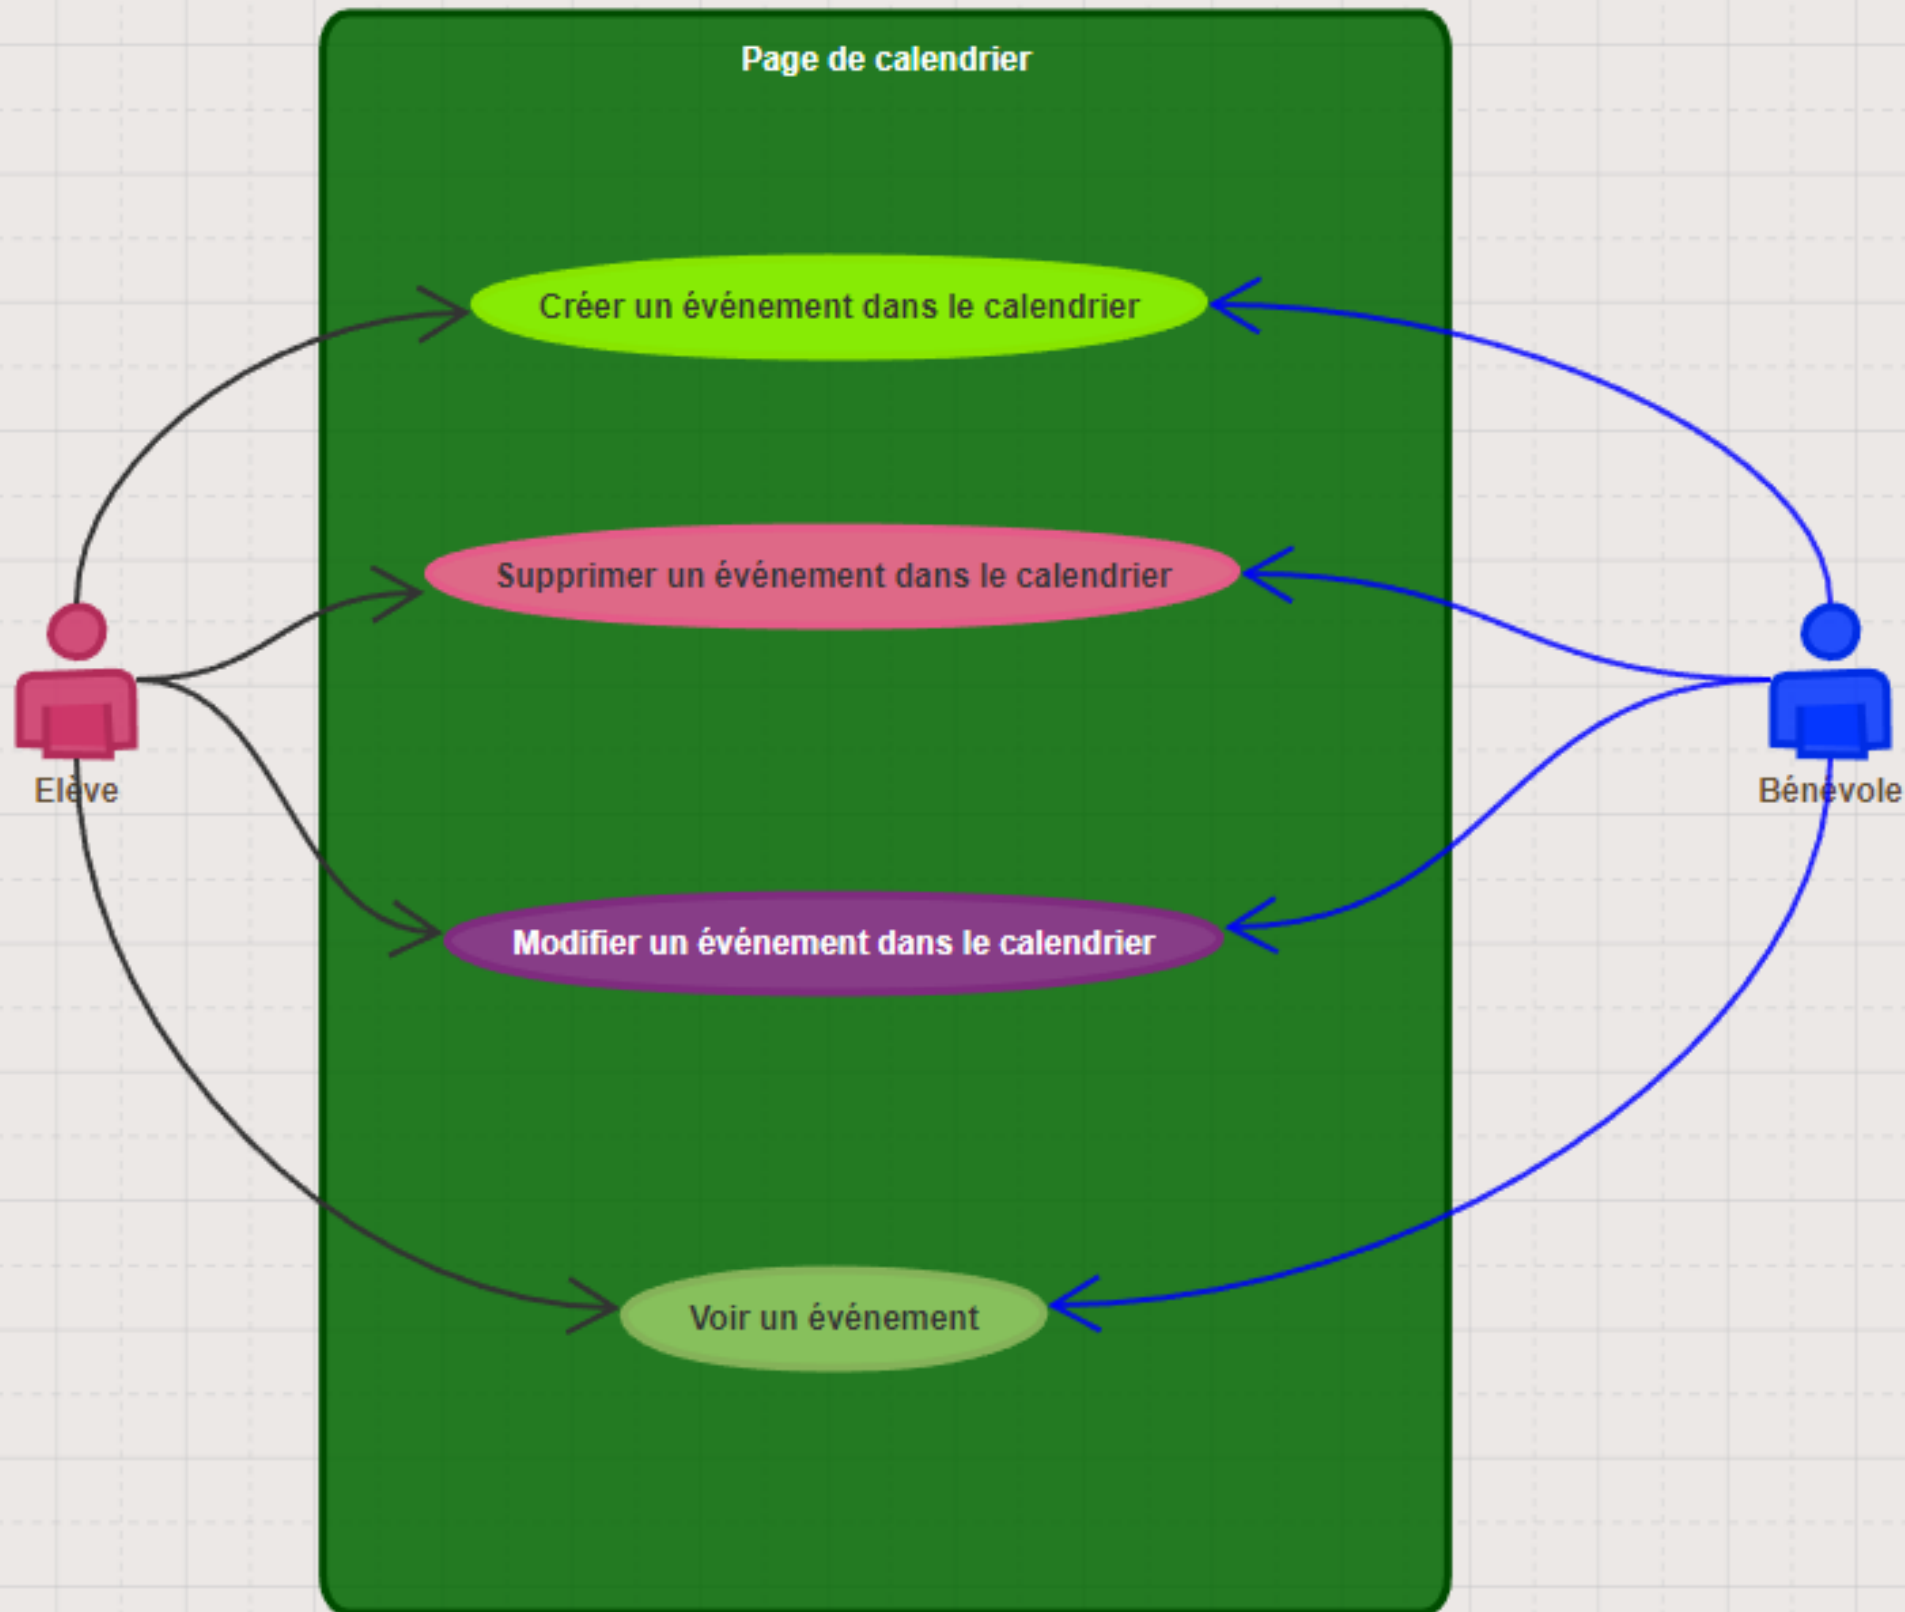 Page de calendrier
Créer un événement dans le calendrier
Supprimer un événement dans le calendrier
Elève
Bénévole
Modifier un événement dans le calendrier
Voir un événement